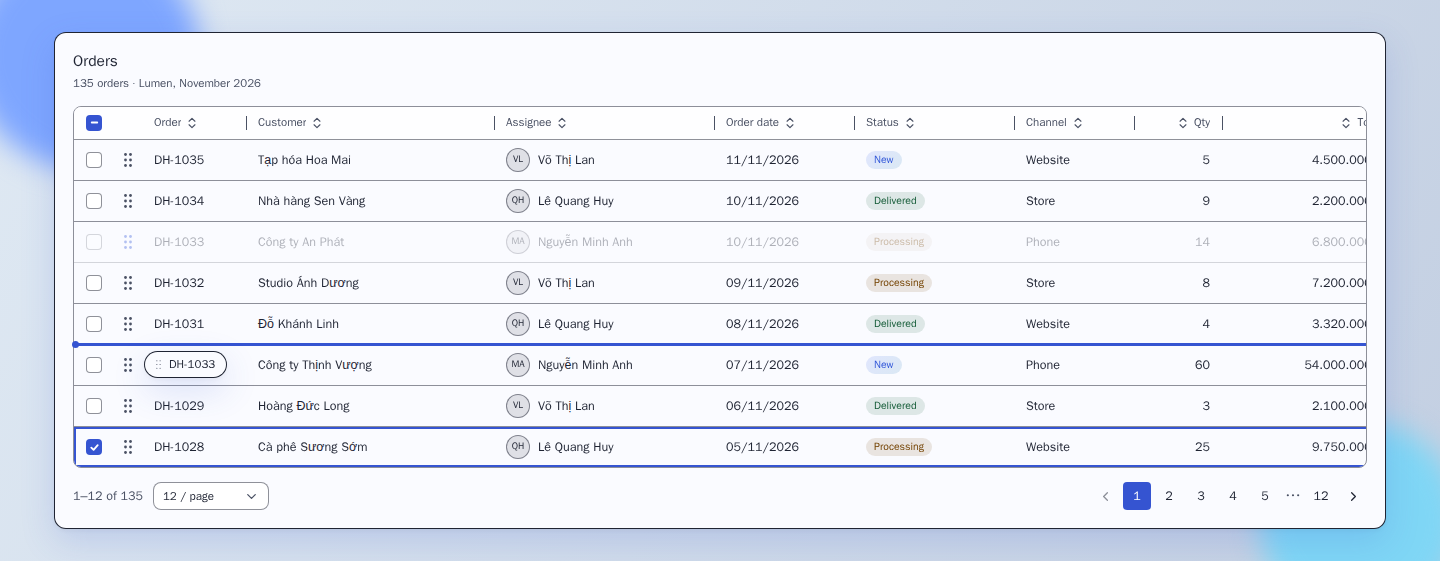 Orders
135 orders · Lumen, November 2026
Order Customer Assignee Order date Status Channel Qty
DH-1035 Tạp hóa Hoa Mai VL Võ Thị Lan 11/11/2026 New Website 5 4.500.00
DH-1034 Nhà hàng Sen Vàng QH Lê Quang Huy 10/11/2026 Delivered Store 9 2.200.00
DH-1033 Công ty An Phát MA Nguyễn Minh Anh 10/11/2026 Processing Phone 14 6.800.00
DH-1032 Studio Ánh Dương VL Võ Thị Lan 09/11/2026 Processing Store 8 7.200.00
DH-1031 Đỗ Khánh Linh QH Lê Quang Huy 08/11/2026 Delivered Website 4 3.320.00
DH-1033 Công ty Thịnh Vượng MA Nguyễn Minh Anh 07/11/2026 New Phone 60 54.000.00
DH-1029 Hoàng Đức Long VL Võ Thị Lan 06/11/2026 Delivered Store 3 2.100.00
DH-1028 Cà phê Sương Sớm QH Lê Quang Huy 05/11/2026 Processing Website 25 9.750.00
1–12 of 135 12 / page 1 2 3 4 5 ··· 12